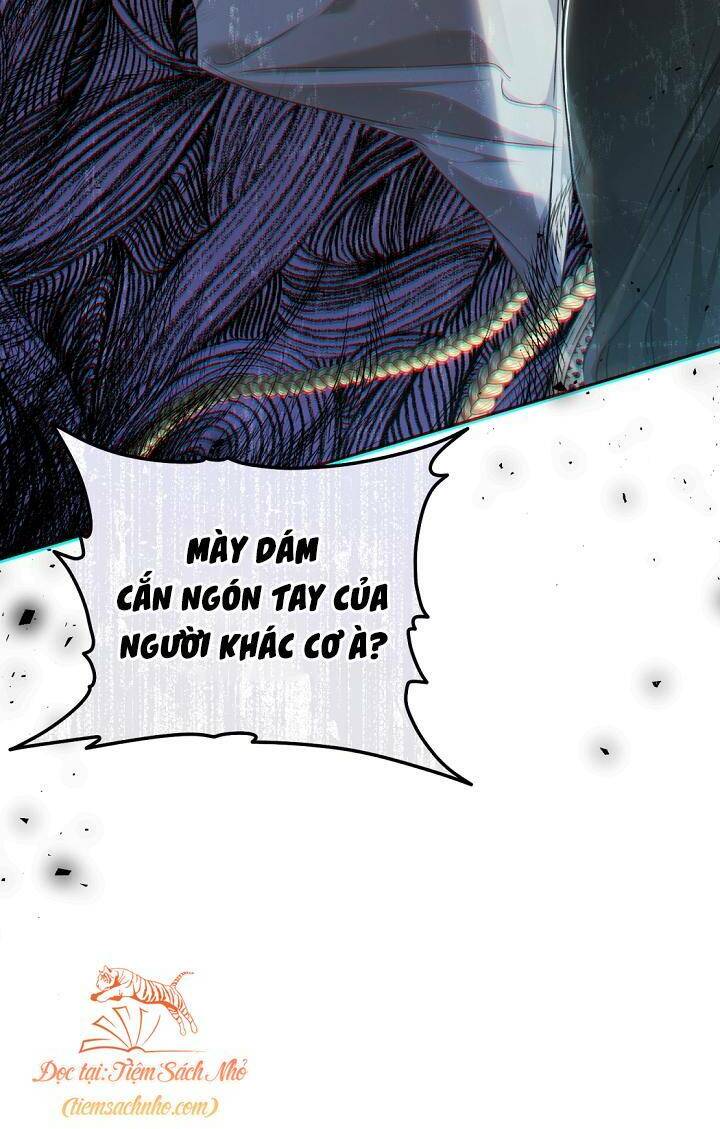 MÀY DÁM
CẮN NGÓN TAY CỦA
NGƯỜI KHÁC CƠ À?
Đọc tại: Tiệm Sách Nhỏ
(tiemsachnho.com)